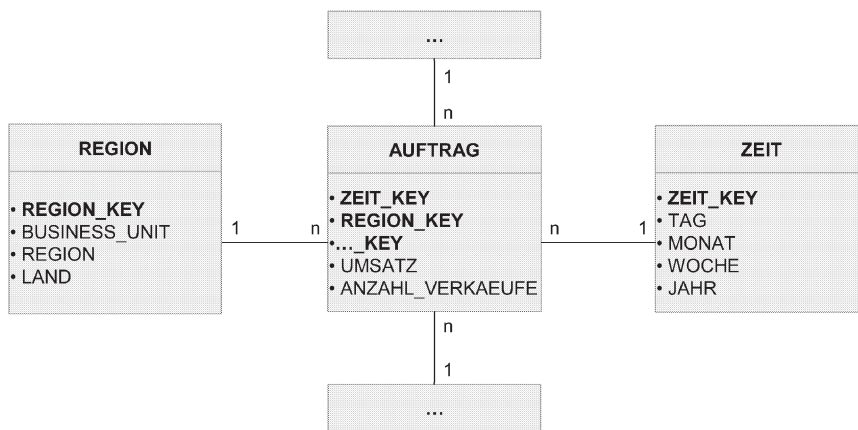 ...
1
n
REGION
• REGION_KEY
• BUSINESS_UNIT
• REGION
• LAND
1
n
AUFTRAG
• ZEIT_KEY
• REGION_KEY
•..._KEY
• UMSATZ
• ANZAHL_VERKAEUFE
n
1
ZEIT
• ZEIT_KEY
• TAG
• MONAT
• WOCHE
• JAHR
n
1
...